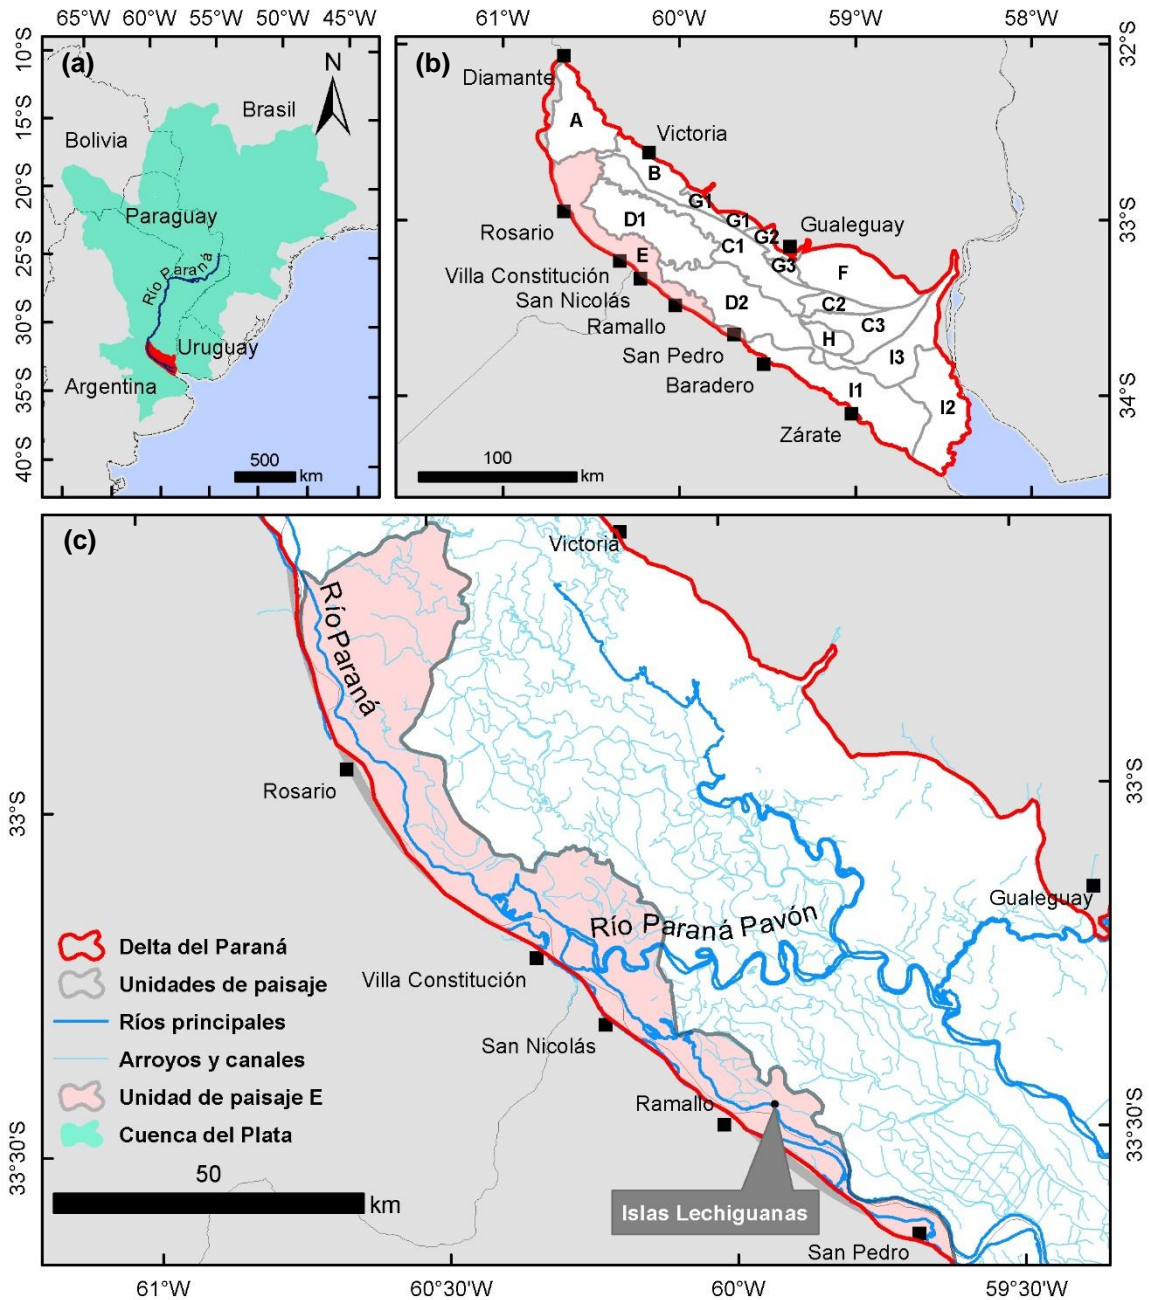 65°W 60°W 55°W 50°W 45°W
61°W 60°W 59°W 58°W
10°S
15°S
20°S
25°S
30°S
35°S
40°S
(a)
N
Brasil
Bolivia
Paraguay
Río Paraná
Uruguay
Argentina
500
km
(b)
32°S
33°S
34°S
Diamante
A
Victoria
B
G1
Rosario
D1
G1
Gualeguay
C1
G2
G3
E
F
Villa Constitución
San Nicolás
D2
C2
Ramallo
C3
H
San Pedro
I3
Baradero
I1
I2
Zárate
100
km
(c)
Victoria
Río Paraná
Rosario
33°S
33°S
Gualeguay
Río Paraná Pavón
Villa Constitución
San Nicolás
Ramallo
Islas Lechiguanas
San Pedro
Delta del Paraná
Unidades de paisaje
Ríos principales
Arroyos y canales
Unidad de paisaje E
Cuenca del Plata
33°30'S
33°30'S
50
km
61°W 60°30'W 60°W 59°30'W